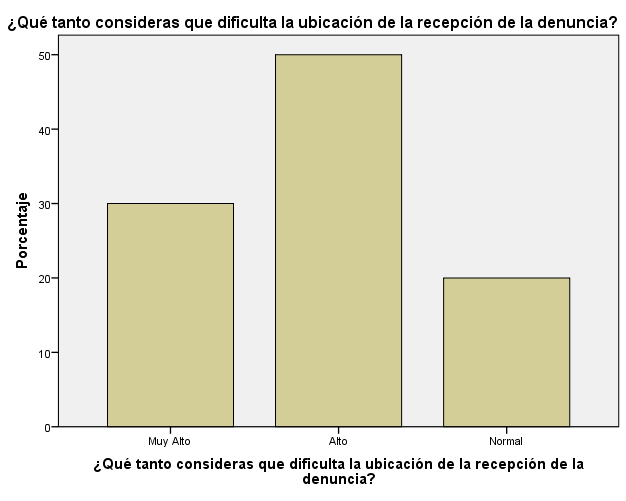 ¿Qué tanto consideras que dificulta la ubicación de la recepción de la denuncia?
Porcentaje
50
40
30
20
10
0
Muy Alto
Alto
Normal
¿Qué tanto consideras que dificulta la ubicación de la recepción de la
denuncia?